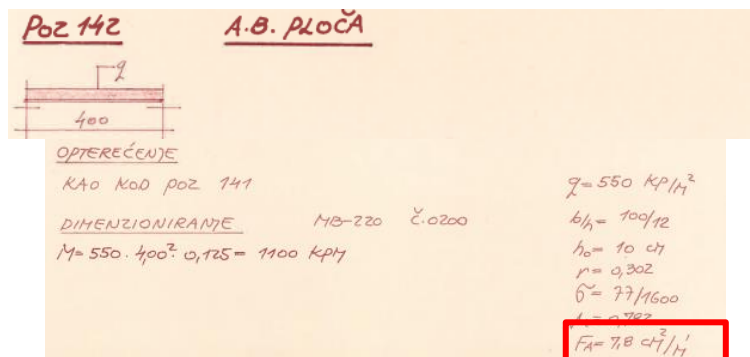 POZ 142 A.B. PLOČA
q
400
OPTEREĆENJE
KAO KOD POZ 141
q= 550 KP/M²
DIMENZIONIRANJE MB-220 Č.0200
b/h= 100/12
M= 550. 4,00². 0,125= 1100 KPM
h₀= 10 CM
r= 0,302
σ= 77/1600
FA= 7,8 CM²/M'